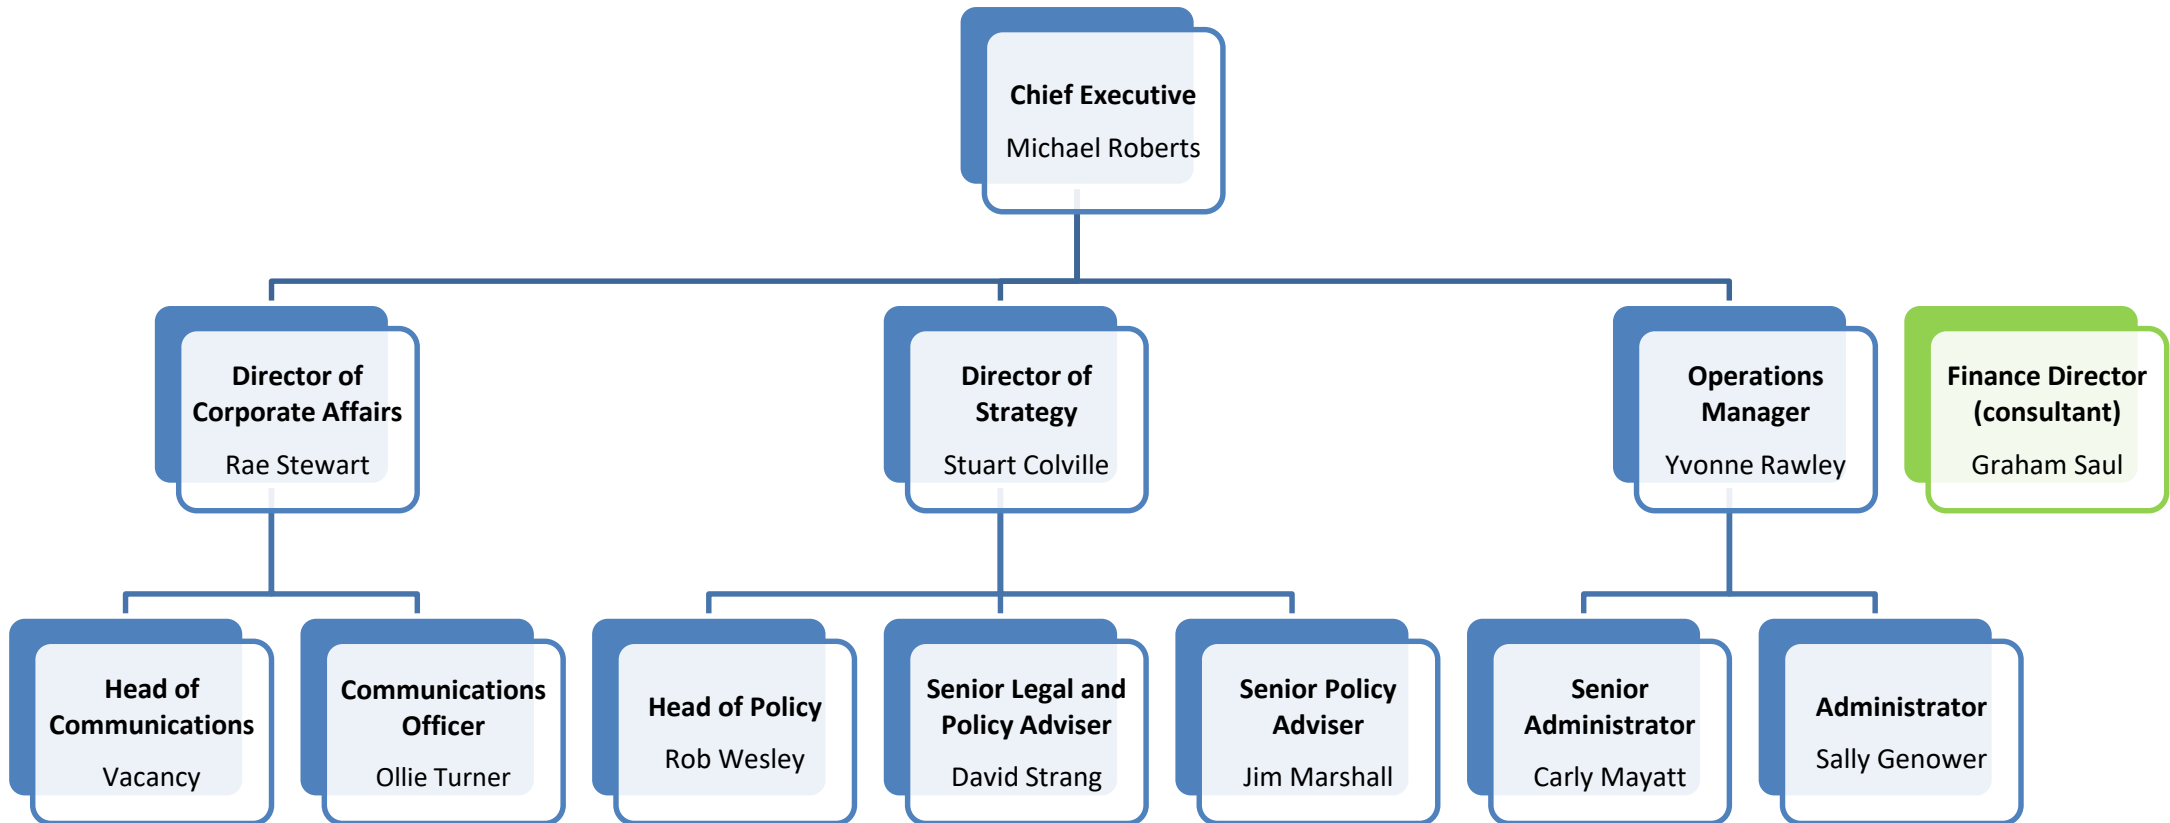 Chief Executive
Michael Roberts
Director of
Corporate Affairs
Rae Stewart
Director of
Strategy
Stuart Colville
Operations
Manager
Yvonne Rawley
Finance Director
(consultant)
Graham Saul
Head of
Communications
Vacancy
Communications
Officer
Ollie Turner
Head of Policy
Rob Wesley
Senior Legal and
Policy Adviser
David Strang
Senior Policy
Adviser
Jim Marshall
Senior
Administrator
Carly Mayatt
Administrator
Sally Genower